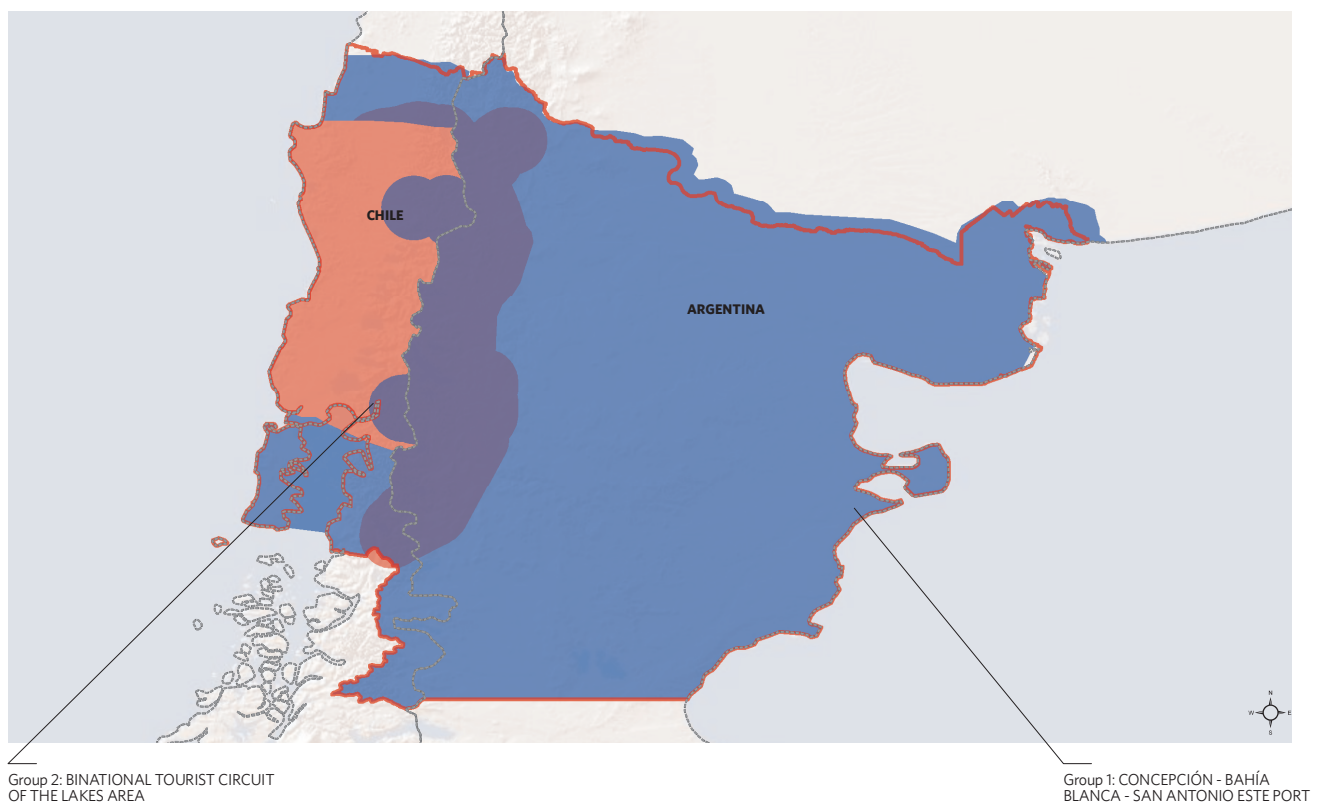 CHILE
ARGENTINA
N
W E
S
Group 2: BINATIONAL TOURIST CIRCUIT
OF THE LAKES AREA
Group 1: CONCEPCIÓN - BAHÍA
BLANCA - SAN ANTONIO ESTE PORT